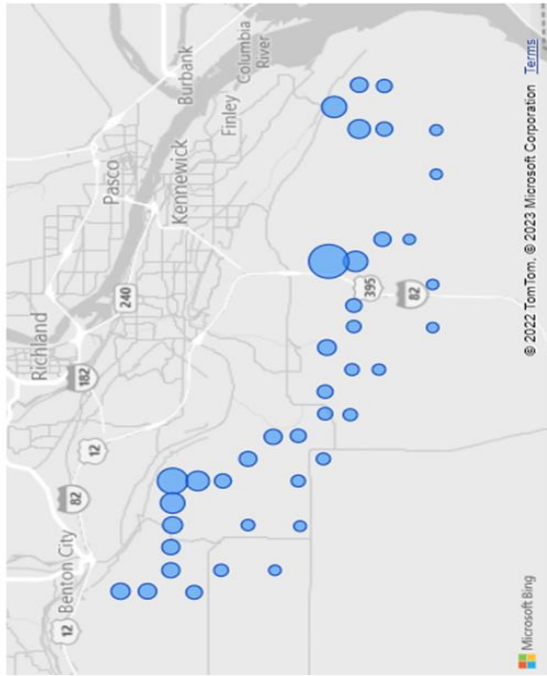 Burbank
Columbia
River
Finley
Pasco
Kennewick
240
Richland
182
395
82
12
82
Benton City
12
Microsoft Bing
© 2022 TomTom, © 2023 Microsoft Corporation Terms